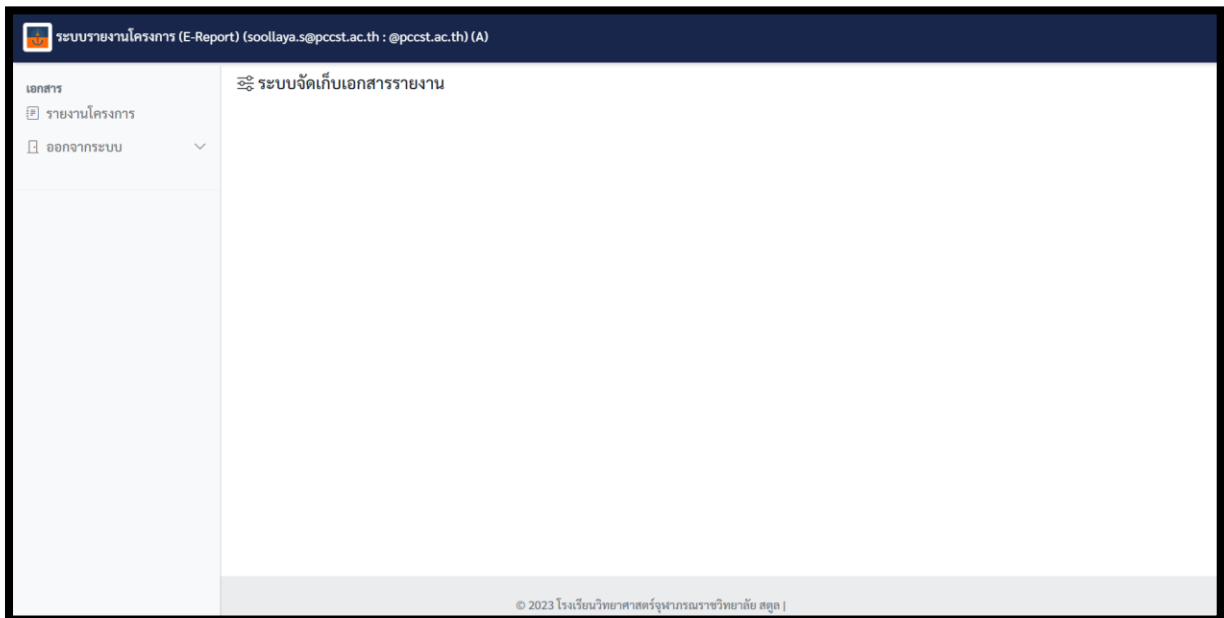 ระบบรายงานโครงการ (E-Report) (soollaya.s@pccst.ac.th : @pccst.ac.th) (A)
เอกสาร
รายงานโครงการ
ออกจากระบบ
ระบบจัดเก็บเอกสารรายงาน
© 2023 โรงเรียนวิทยาศาสตร์จุฬาภรณราชวิทยาลัย สตูล |